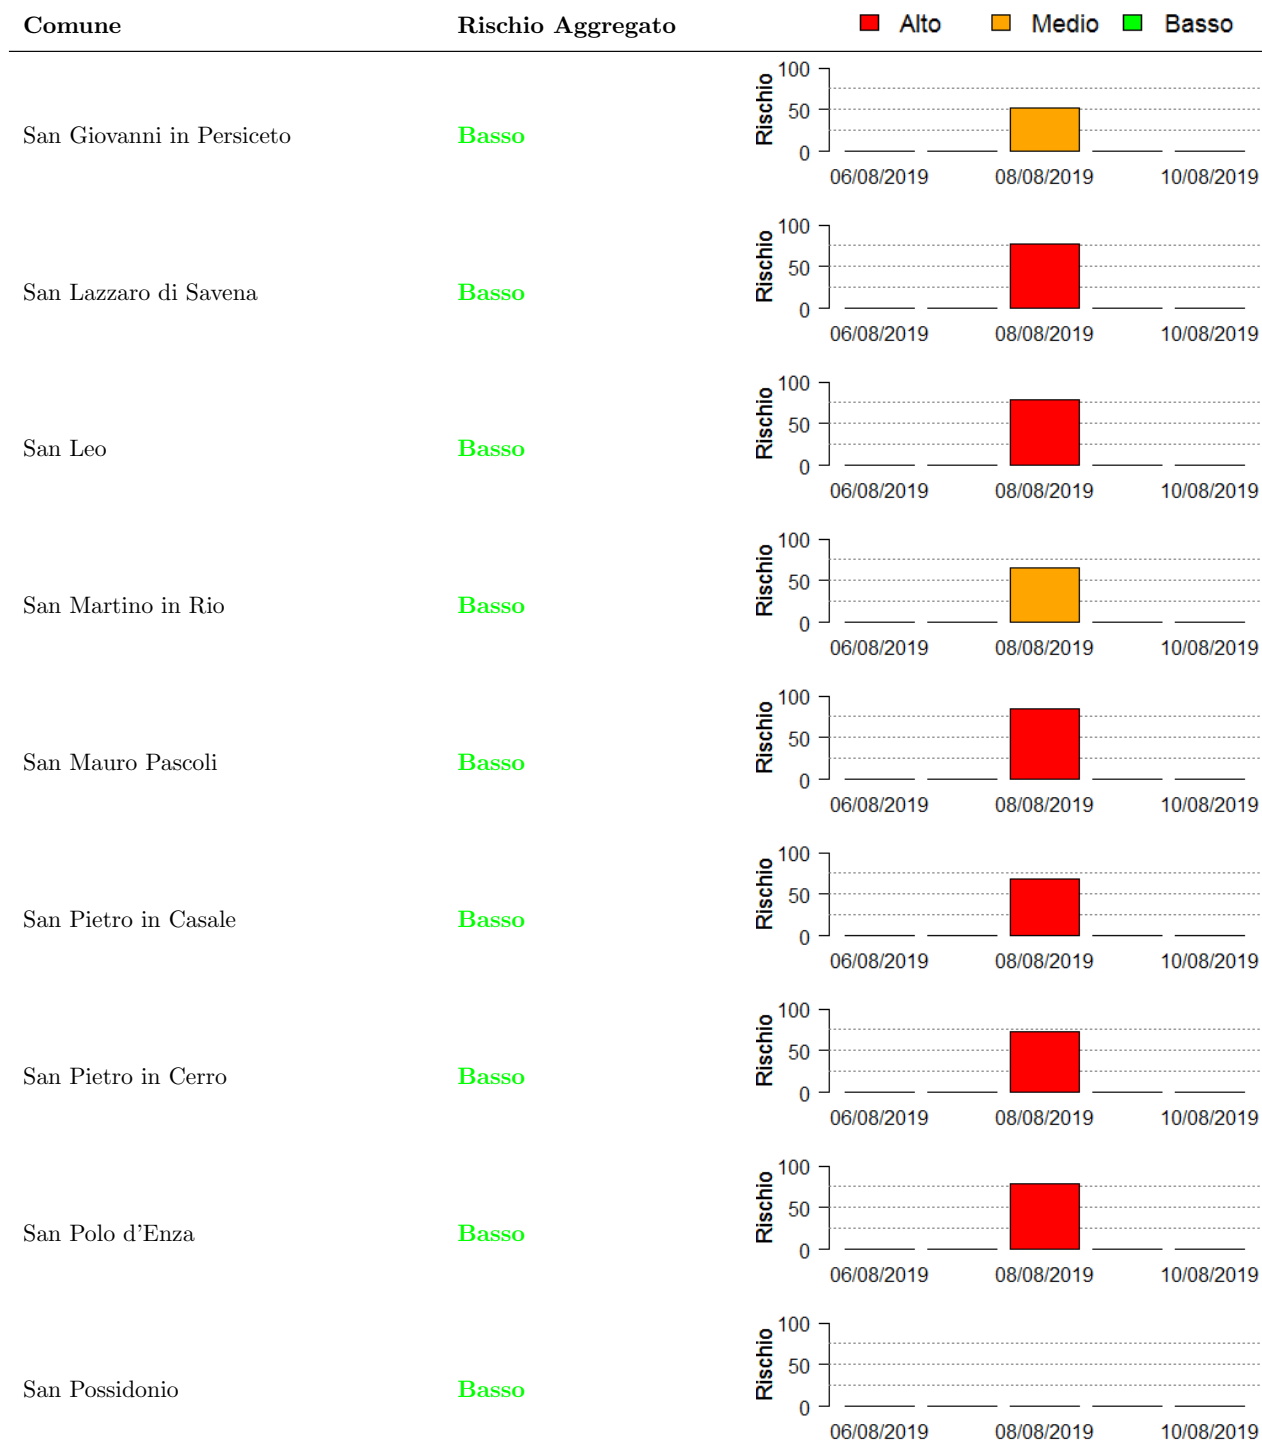 Comune Rischio Aggregato Alto Medio Basso
San Giovanni in Persiceto Basso Rischio
100
50
0
06/08/2019 08/08/2019 10/08/2019
San Lazzaro di Savena Basso Rischio
100
50
0
06/08/2019 08/08/2019 10/08/2019
San Leo Basso Rischio
100
50
0
06/08/2019 08/08/2019 10/08/2019
San Martino in Rio Basso Rischio
100
50
0
06/08/2019 08/08/2019 10/08/2019
San Mauro Pascoli Basso Rischio
100
50
0
06/08/2019 08/08/2019 10/08/2019
San Pietro in Casale Basso Rischio
100
50
0
06/08/2019 08/08/2019 10/08/2019
San Pietro in Cerro Basso Rischio
100
50
0
06/08/2019 08/08/2019 10/08/2019
San Polo d'Enza Basso Rischio
100
50
0
06/08/2019 08/08/2019 10/08/2019
San Possidonio Basso Rischio
100
50
0
06/08/2019 08/08/2019 10/08/2019